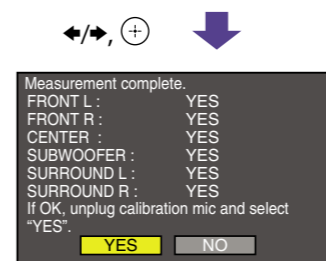 ←/→, ⊕
Measurement complete.
FRONT L : YES
FRONT R : YES
CENTER : YES
SUBWOOFER : YES
SURROUND L : YES
SURROUND R : YES
If OK, unplug calibration mic and select
“YES”.
YES NO